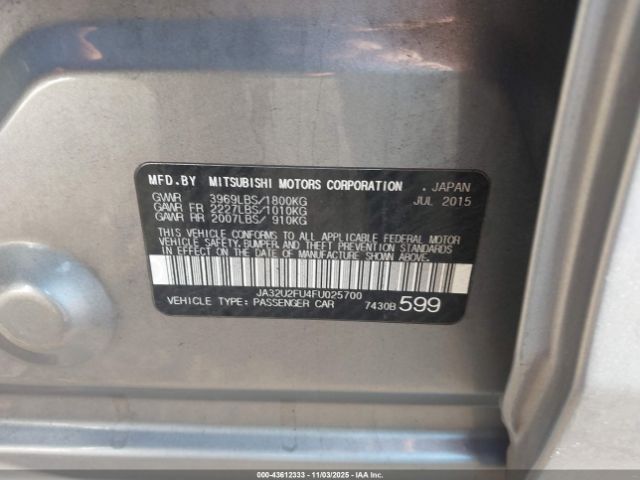 MFD.BY MITSUBISHI MOTORS CORPORATION . JAPAN
GVWR 3969LBS/1800KG JUL 2015
GAWR FR 2227LBS/1010KG
GAWR RR 2007LBS/ 910KG
THIS VEHICLE CONFORMS TO ALL APPLICABLE FEDERAL MOTOR
VEHICLE SAFETY, BUMPER, AND THEFT PREVENTION STANDARDS
IN EFFECT ON THE DATE OF MANUFACTURE SHOWN ABOVE.
JA32U2FU4FU025700
VEHICLE TYPE: PASSENGER CAR 7430B 599
000-43612333 - 11/03/2025 - © 2025 IAA Inc.